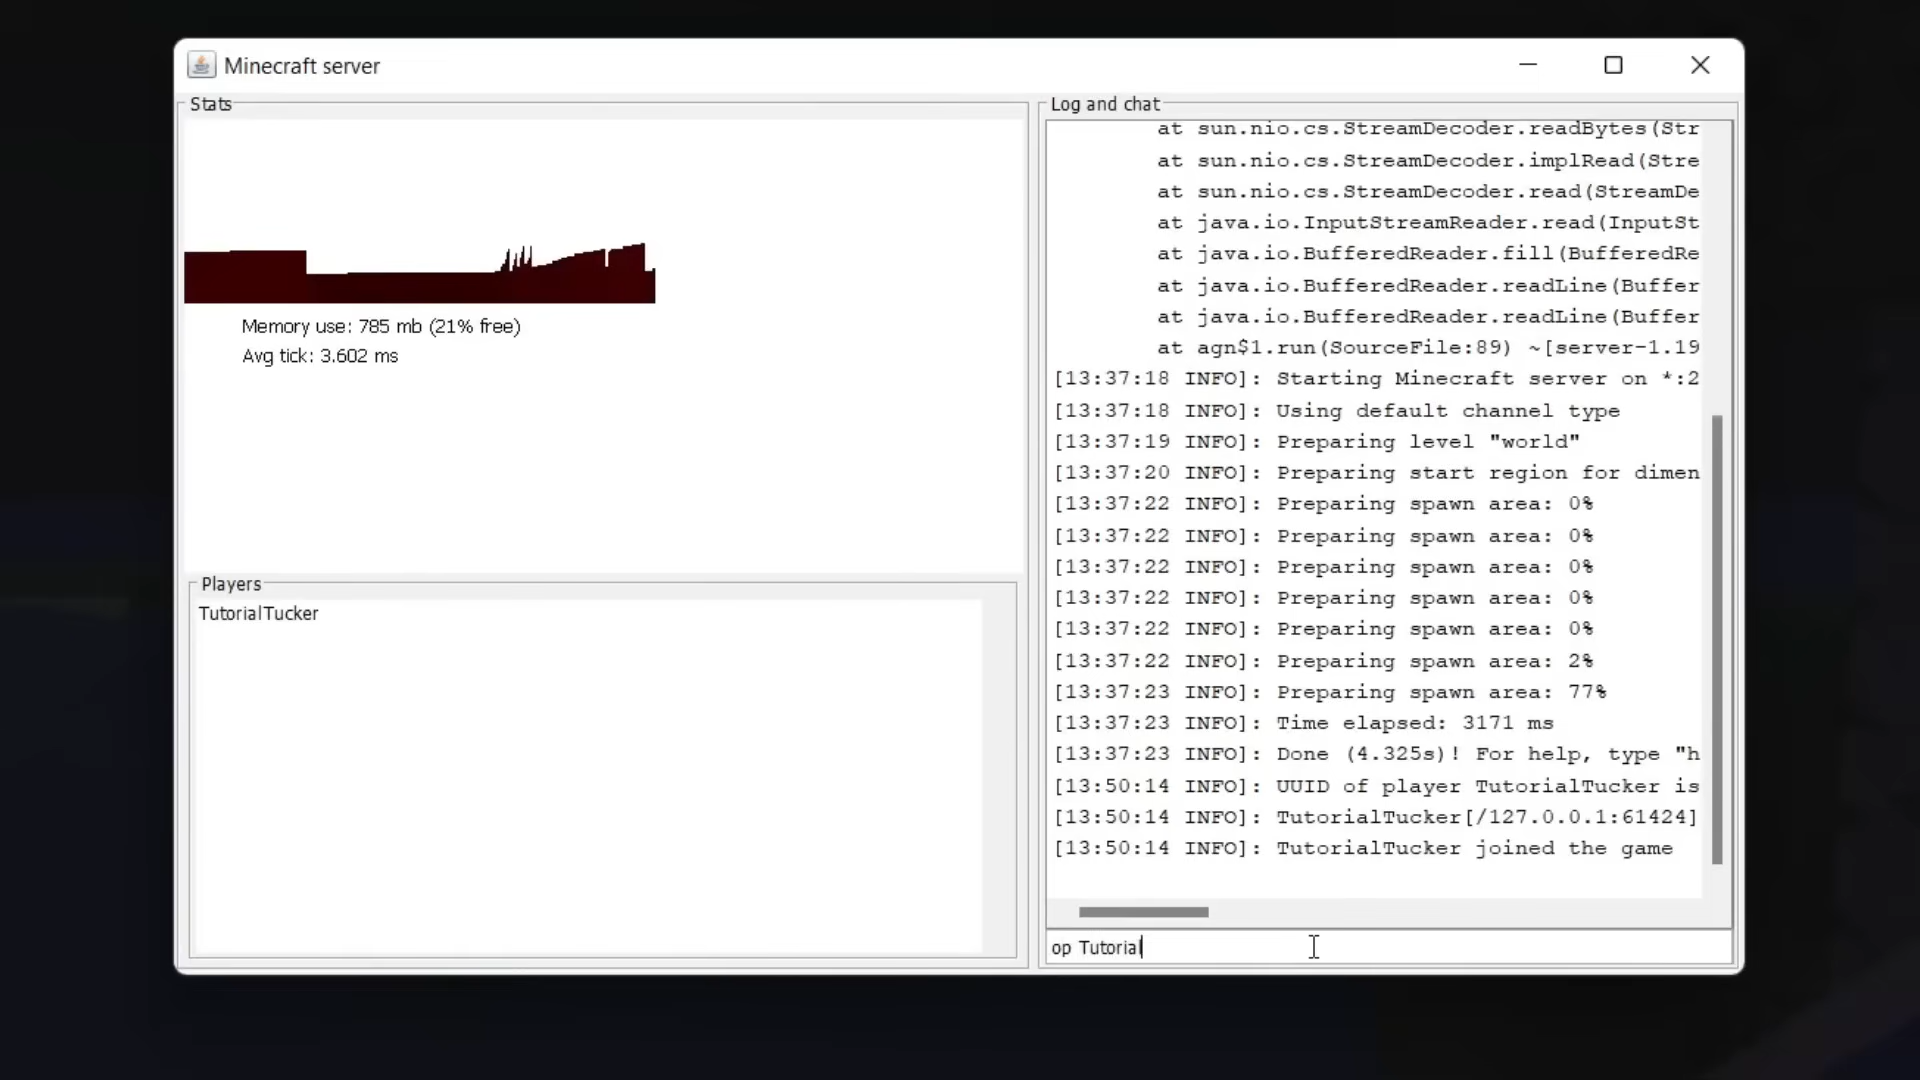 Minecraft server
Stats
Memory use: 785 mb (21% free)
Avg tick: 3.602 ms
Players
TutorialTucker
Log and chat
at sun.nio.cs.StreamDecoder.readBytes(Str
at sun.nio.cs.StreamDecoder.implRead(Stre
at sun.nio.cs.StreamDecoder.read(StreamDe
at java.io.InputStreamReader.read(InputSt
at java.io.BufferedReader.fill(BufferedRe
at java.io.BufferedReader.readLine(Buffer
at java.io.BufferedReader.readLine(Buffer
at agn$1.run(SourceFile:89) ~[server-1.19
[13:37:18 INFO]: Starting Minecraft server on *:2
[13:37:18 INFO]: Using default channel type
[13:37:19 INFO]: Preparing level "world"
[13:37:20 INFO]: Preparing start region for dimen
[13:37:22 INFO]: Preparing spawn area: 0%
[13:37:22 INFO]: Preparing spawn area: 0%
[13:37:22 INFO]: Preparing spawn area: 0%
[13:37:22 INFO]: Preparing spawn area: 0%
[13:37:22 INFO]: Preparing spawn area: 0%
[13:37:22 INFO]: Preparing spawn area: 2%
[13:37:23 INFO]: Preparing spawn area: 77%
[13:37:23 INFO]: Time elapsed: 3171 ms
[13:37:23 INFO]: Done (4.325s)! For help, type "h
[13:50:14 INFO]: UUID of player TutorialTucker is
[13:50:14 INFO]: TutorialTucker[/127.0.0.1:61424]
[13:50:14 INFO]: TutorialTucker joined the game
op Tutorial